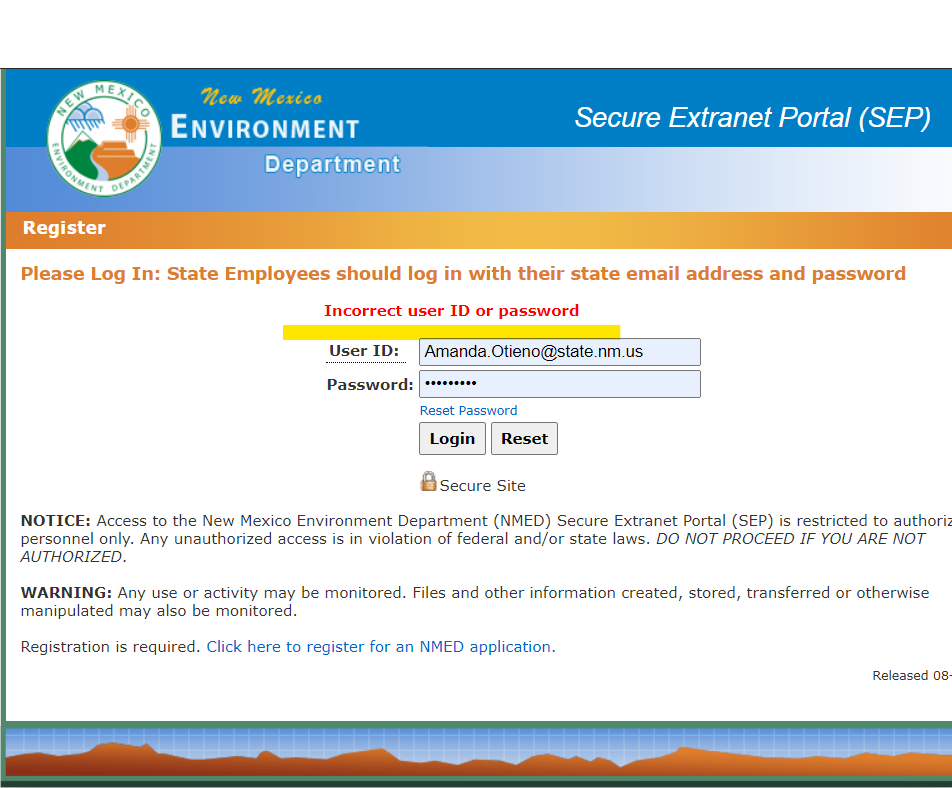 NEW MEXICO
ENVIRONMENT DEPARTMENT
New Mexico
ENVIRONMENT
Department
Secure Extranet Portal (SEP)
Register
Please Log In: State Employees should log in with their state email address and password
Incorrect user ID or password
User ID: Amanda.Otieno@state.nm.us
Password: •••••••••
Reset Password
Login Reset
Secure Site
NOTICE: Access to the New Mexico Environment Department (NMED) Secure Extranet Portal (SEP) is restricted to authoriz
personnel only. Any unauthorized access is in violation of federal and/or state laws. DO NOT PROCEED IF YOU ARE NOT
AUTHORIZED.
WARNING: Any use or activity may be monitored. Files and other information created, stored, transferred or otherwise
manipulated may also be monitored.
Registration is required. Click here to register for an NMED application.
Released 08-